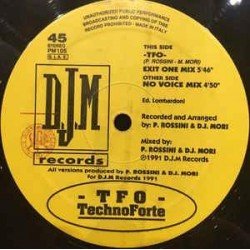 UNAUTHORIZED PUBLIC PERFORMANCE
BROADCASTING AND COPYING OF THIS
RECORD PROHIBITED - MADE IN ITALY
45
STEREO
PM105
S.I.A.E.
THIS SIDE
-TFO-
(P. ROSSINI - M. MORI)
EXIT ONE MIX 5'46"
OTHER SIDE
NO VOICE MIX 4'50"
Ed. Lombardoni
Recorded and Arranged
by: P. ROSSINI & D.J. MORI
Mixed by:
P. ROSSINI & D.J. MORI
©1991 D.J.M Records
DJM
records
All versions produced by P. ROSSINI & D.J. MORI
for D.J.M Records 1991
- TFO -
TechnoForte